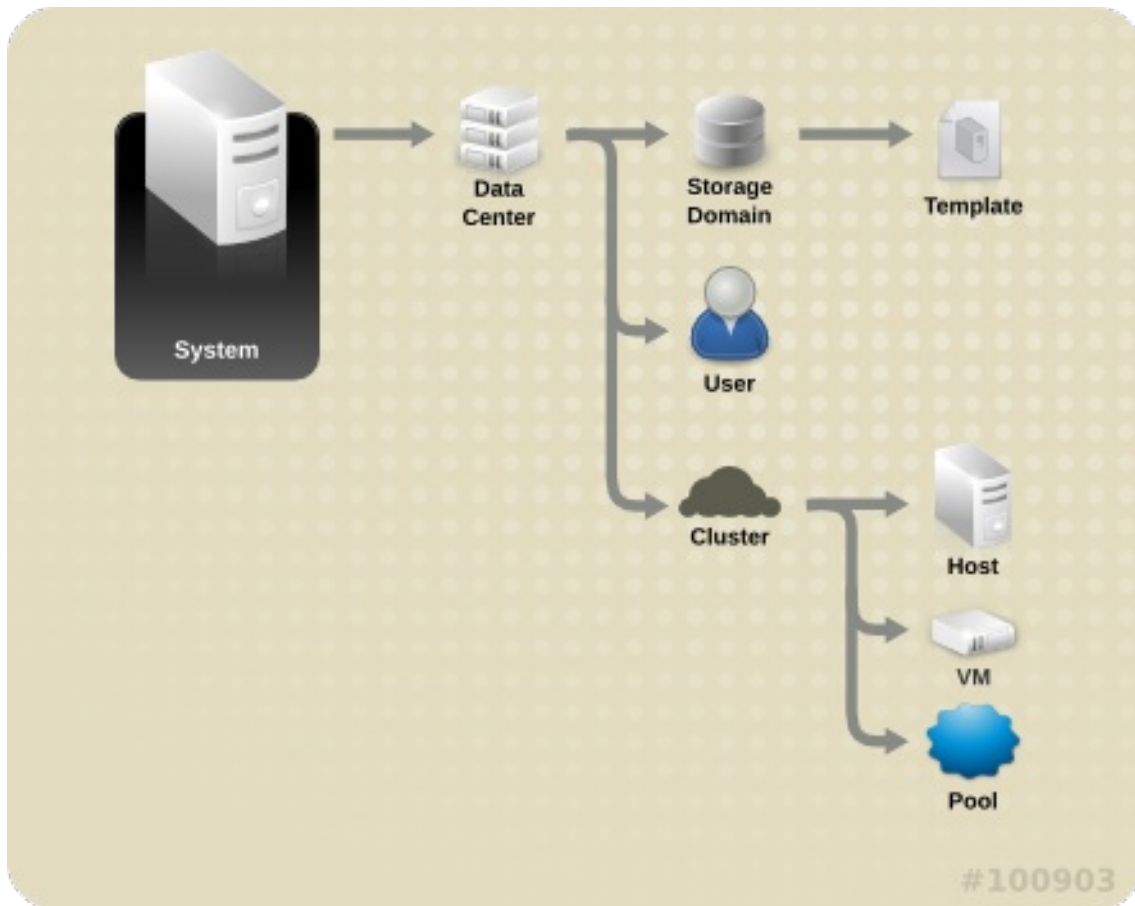 System
Data
Center
Storage
Domain
Template
User
Cluster
Host
VM
Pool
#100903